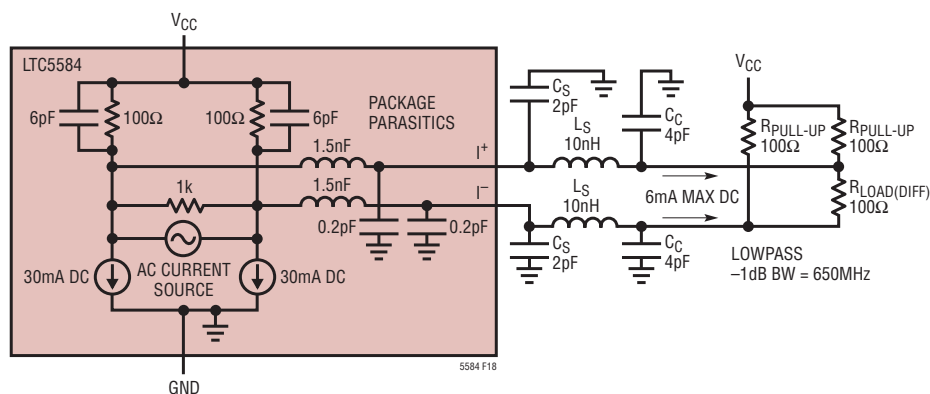 VCC
LTC5584
6pF
100Ω
100Ω
6pF
PACKAGE
PARASITICS
1.5nF
I+
1.5nF
I–
1k
0.2pF
0.2pF
30mA DC
AC CURRENT
SOURCE
30mA DC
GND
5584 F18
CS
2pF
CC
4pF
LS
10nH
LS
10nH
CS
2pF
CC
4pF
6mA MAX DC
VCC
RPULL-UP
100Ω
RPULL-UP
100Ω
RLOAD(DIFF)
100Ω
LOWPASS
–1dB BW = 650MHz